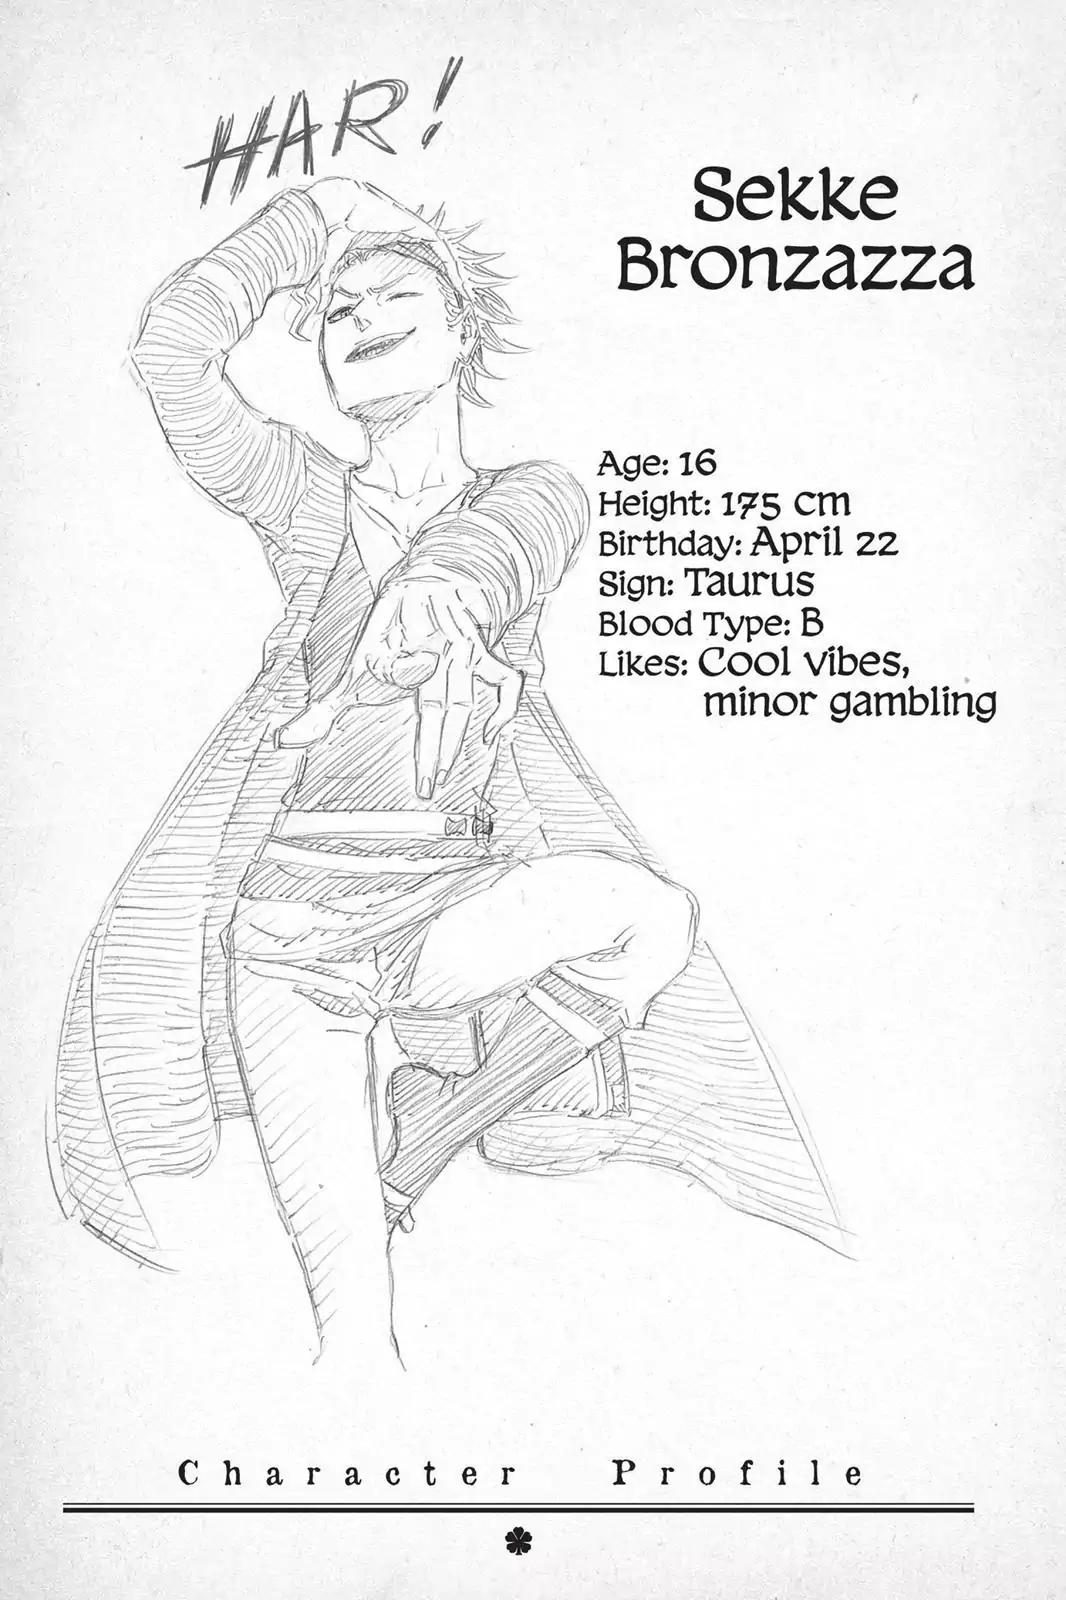 HAR!
Sekke
Bronzazza
Age: 16
Height: 175 cm
Birthday: April 22
Sign: Taurus
Blood Type: B
Likes: Cool vibes,
minor gambling
Character Profile